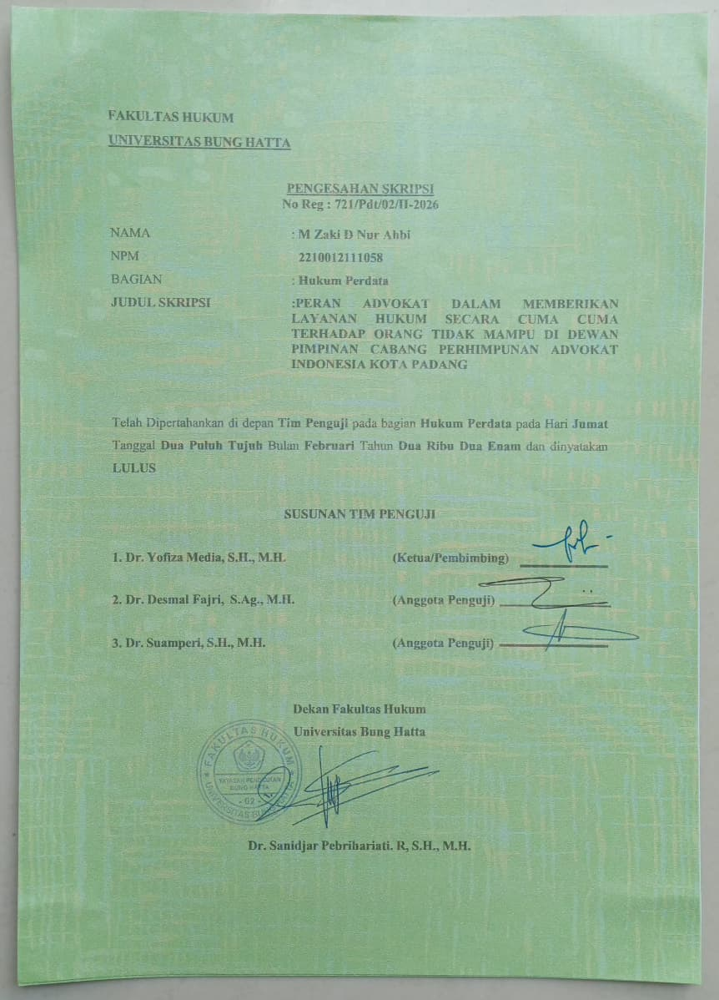 FAKULTAS HUKUM
UNIVERSITAS BUNG HATTA
PENGESAHAN SKRIPSI
No Reg : 721/Pdt/02/II-2026
NAMA : M Zaki D Nur Ahbi
NPM 2210012111058
BAGIAN : Hukum Perdata
JUDUL SKRIPSI :PERAN ADVOKAT DALAM MEMBERIKAN
LAYANAN HUKUM SECARA CUMA CUMA
TERHADAP ORANG TIDAK MAMPU DI DEWAN
PIMPINAN CABANG PERHIMPUNAN ADVOKAT
INDONESIA KOTA PADANG
Telah Dipertahankan di depan Tim Penguji pada bagian Hukum Perdata pada Hari Jumat
Tanggal Dua Puluh Tujuh Bulan Februari Tahun Dua Ribu Dua Enam dan dinyatakan
LULUS
SUSUNAN TIM PENGUJI
1. Dr. Yofiza Media, S.H., M.H. (Ketua/Pembimbing)
2. Dr. Desmal Fajri, S.Ag., M.H. (Anggota Penguji)
3. Dr. Suamperi, S.H., M.H. (Anggota Penguji)
Dekan Fakultas Hukum
Universitas Bung Hatta
FAKULTAS HUKUM
YAYASAN PENDIDIKAN
BUNG HATTA
- 02 -
UNIVERSITAS BUNG HATTA
Dr. Sanidjar Pebrihariati. R, S.H., M.H.